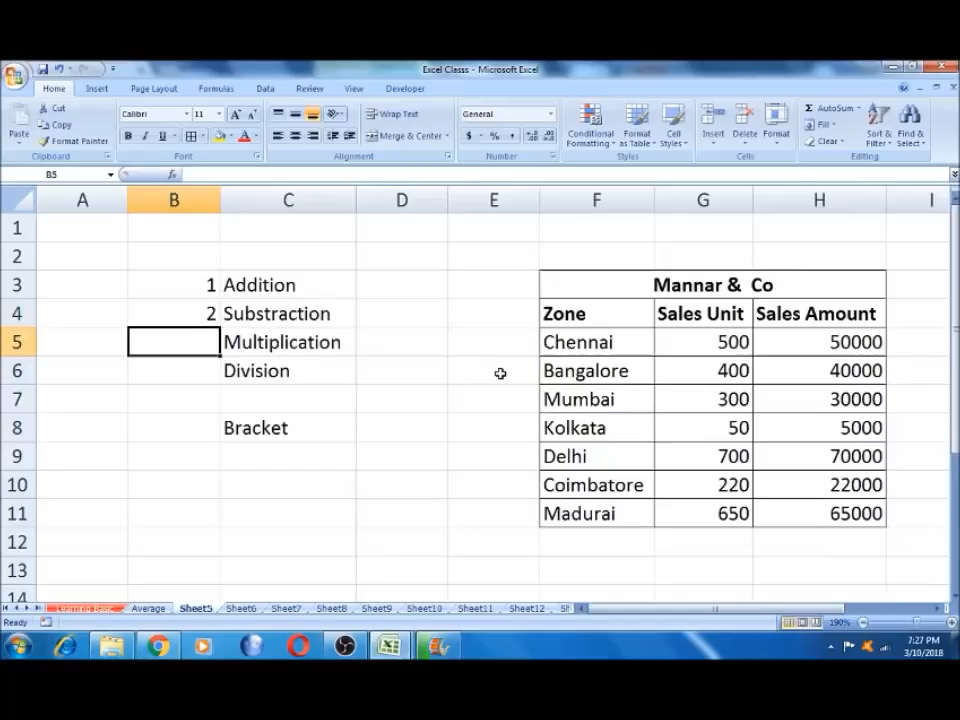 Excel Classs - Microsoft Excel
Home Insert Page Layout Formulas Data Review View Developer
Cut
Copy
Format Painter
Paste
Clipboard
Calibri 11
B I U
Font
Wrap Text
Merge & Center
Alignment
General
$ % ,
Number
Conditional Formatting
Format as Table
Cell Styles
Styles
Insert Delete Format
Cells
Σ AutoSum
Fill
Clear
Sort & Filter
Find & Select
Editing
B5 fx
A B C D E F G H I
1
2
3 1 Addition Mannar & Co
4 2 Substraction Zone Sales Unit Sales Amount
5 Multiplication Chennai 500 50000
6 Division Bangalore 400 40000
7 Mumbai 300 30000
8 Bracket Kolkata 50 5000
9 Delhi 700 70000
10 Coimbatore 220 22000
11 Madurai 650 65000
12
13
14
Learning Basic Average Sheet5 Sheet6 Sheet7 Sheet8 Sheet9 Sheet10 Sheet11 Sheet12 Sh
Ready 190%
7:27 PM
3/10/2018